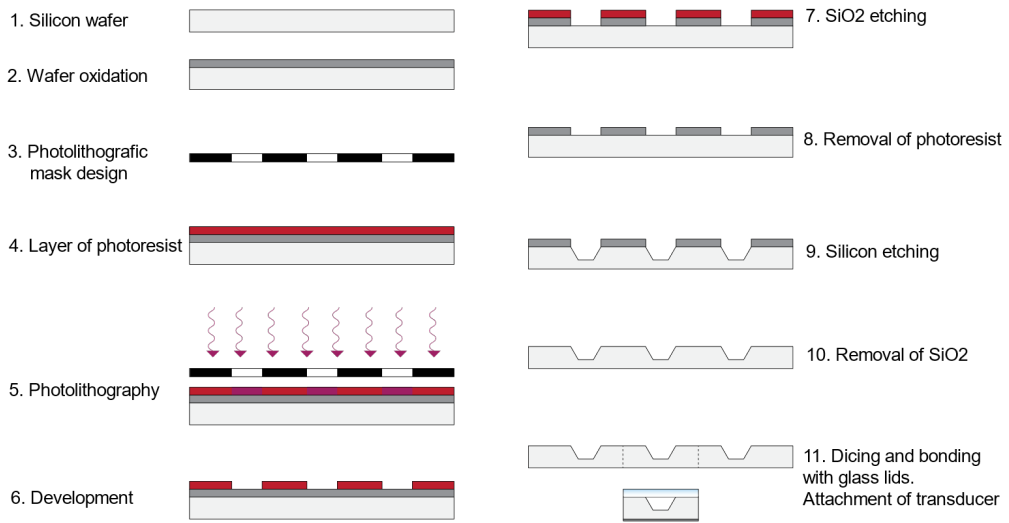 1. Silicon wafer
2. Wafer oxidation
3. Photolithografic
mask design
4. Layer of photoresist
5. Photolithography
6. Development
7. SiO2 etching
8. Removal of photoresist
9. Silicon etching
10. Removal of SiO2
11. Dicing and bonding
with glass lids.
Attachment of transducer